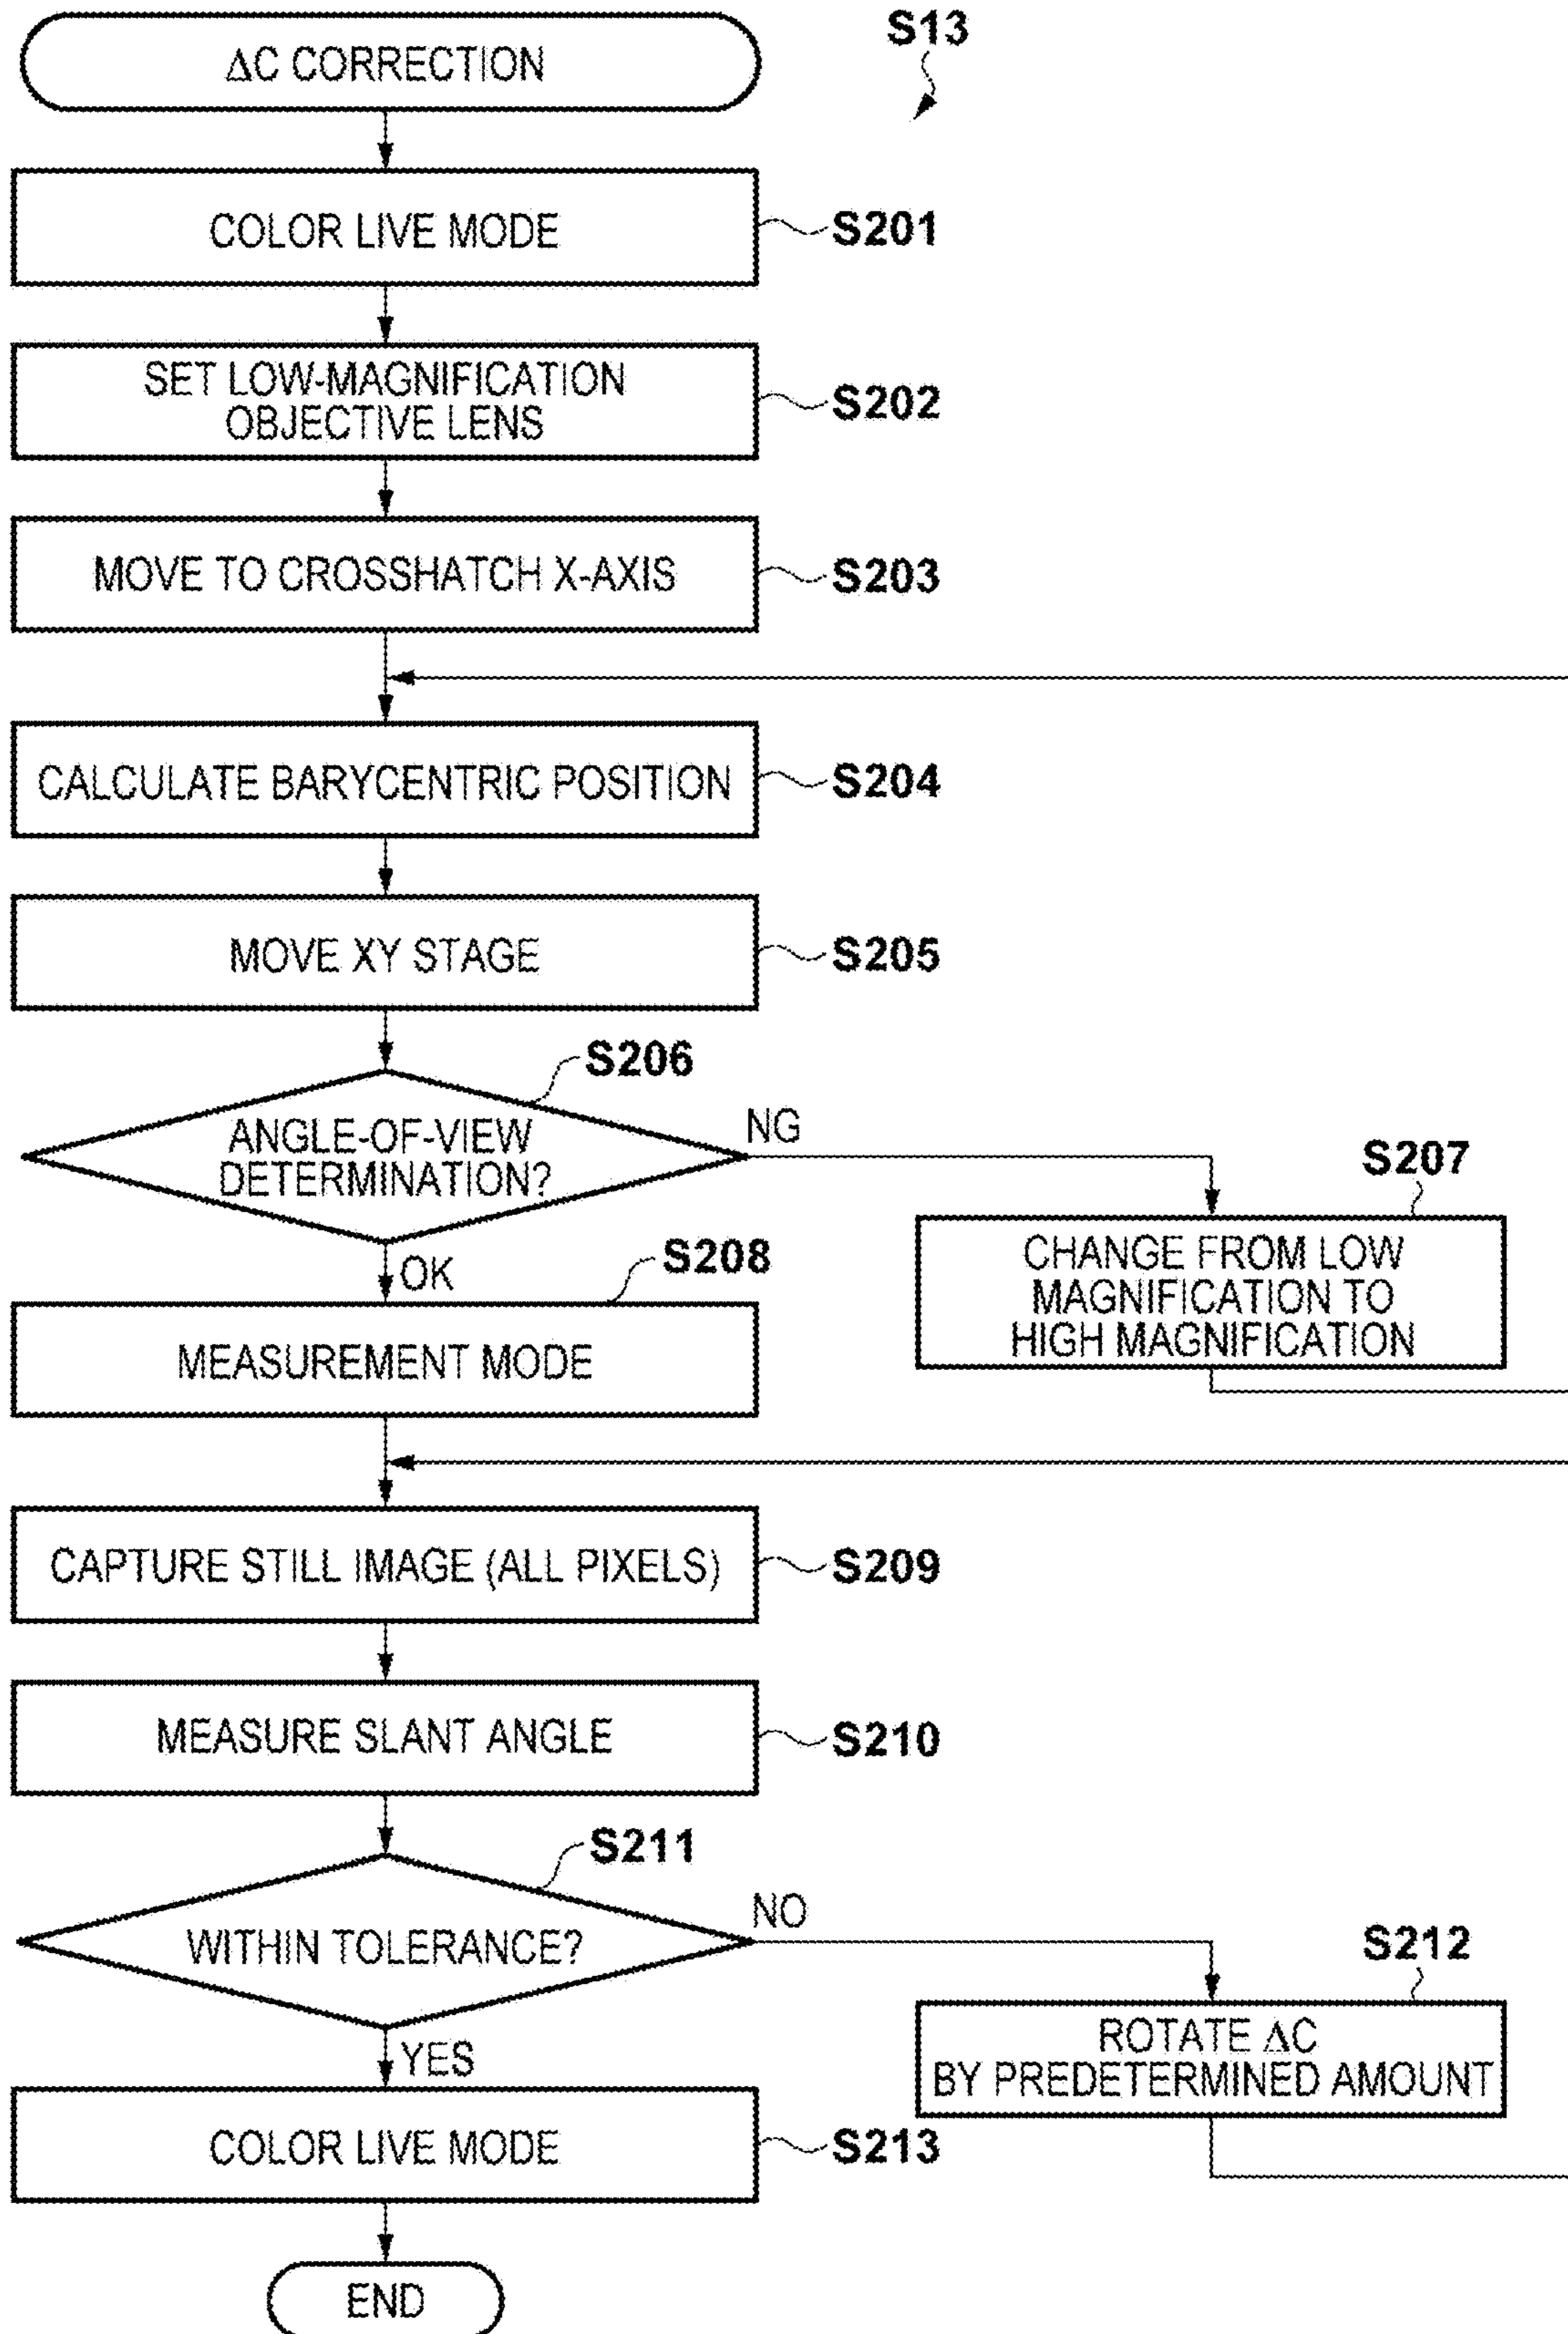 ΔC CORRECTION
S13
COLOR LIVE MODE
S201
SET LOW-MAGNIFICATION
OBJECTIVE LENS
S202
MOVE TO CROSSHATCH X-AXIS
S203
CALCULATE BARYCENTRIC POSITION
S204
MOVE XY STAGE
S205
S206
ANGLE-OF-VIEW
DETERMINATION?
NG
OK
S207
CHANGE FROM LOW
MAGNIFICATION TO
HIGH MAGNIFICATION
S208
MEASUREMENT MODE
CAPTURE STILL IMAGE (ALL PIXELS)
S209
MEASURE SLANT ANGLE
S210
S211
WITHIN TOLERANCE?
NO
YES
S212
ROTATE ΔC
BY PREDETERMINED AMOUNT
COLOR LIVE MODE
S213
END